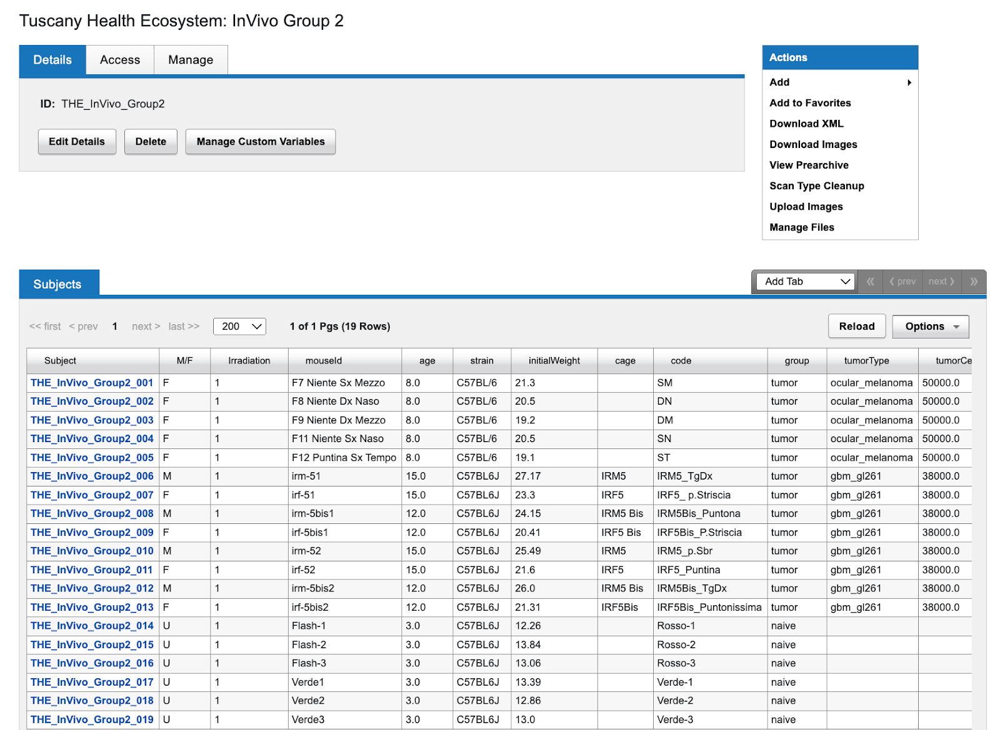 Tuscany Health Ecosystem: InVivo Group 2
Details Access Manage
ID: THE_InVivo_Group2
Edit Details Delete Manage Custom Variables
Actions
Add
Add to Favorites
Download XML
Download Images
View Prearchive
Scan Type Cleanup
Upload Images
Manage Files
Subjects
Add Tab « ❮ prev next ❯ »
<< first < prev 1 next > last >> 200 1 of 1 Pgs (19 Rows) Reload Options
Subject M/F Irradiation mouseId age strain initialWeight cage code group tumorType tumorCe
THE_InVivo_Group2_001 F 1 F7 Niente Sx Mezzo 8.0 C57BL/6 21.3 SM tumor ocular_melanoma 50000.0
THE_InVivo_Group2_002 F 1 F8 Niente Dx Naso 8.0 C57BL/6 20.5 DN tumor ocular_melanoma 50000.0
THE_InVivo_Group2_003 F 1 F9 Niente Dx Mezzo 8.0 C57BL/6 19.2 DM tumor ocular_melanoma 50000.0
THE_InVivo_Group2_004 F 1 F11 Niente Sx Naso 8.0 C57BL/6 20.5 SN tumor ocular_melanoma 50000.0
THE_InVivo_Group2_005 F 1 F12 Puntina Sx Tempo 8.0 C57BL/6 19.1 ST tumor ocular_melanoma 50000.0
THE_InVivo_Group2_006 M 1 irm-51 15.0 C57BL6J 27.17 IRM5 IRM5_TgDx tumor gbm_gl261 38000.0
THE_InVivo_Group2_007 F 1 irf-51 15.0 C57BL6J 23.3 IRF5 IRF5_ p.Striscia tumor gbm_gl261 38000.0
THE_InVivo_Group2_008 M 1 irm-5bis1 12.0 C57BL6J 24.15 IRM5 Bis IRM5Bis_Puntona tumor gbm_gl261 38000.0
THE_InVivo_Group2_009 F 1 irf-5bis1 12.0 C57BL6J 20.41 IRF5 Bis IRF5Bis_P.Striscia tumor gbm_gl261 38000.0
THE_InVivo_Group2_010 M 1 irm-52 15.0 C57BL6J 25.49 IRM5 IRM5_p.Sbr tumor gbm_gl261 38000.0
THE_InVivo_Group2_011 F 1 irf-52 15.0 C57BL6J 21.6 IRF5 IRF5_Puntina tumor gbm_gl261 38000.0
THE_InVivo_Group2_012 M 1 irm-5bis2 12.0 C57BL6J 26.0 IRM5 Bis IRM5Bis_TgDx tumor gbm_gl261 38000.0
THE_InVivo_Group2_013 F 1 irf-5bis2 12.0 C57BL6J 21.31 IRF5Bis IRF5Bis_Puntonissima tumor gbm_gl261 38000.0
THE_InVivo_Group2_014 U 1 Flash-1 3.0 C57BL6J 12.26 Rosso-1 naive
THE_InVivo_Group2_015 U 1 Flash-2 3.0 C57BL6J 13.84 Rosso-2 naive
THE_InVivo_Group2_016 U 1 Flash-3 3.0 C57BL6J 13.06 Rosso-3 naive
THE_InVivo_Group2_017 U 1 Verde1 3.0 C57BL6J 13.39 Verde-1 naive
THE_InVivo_Group2_018 U 1 Verde2 3.0 C57BL6J 12.86 Verde-2 naive
THE_InVivo_Group2_019 U 1 Verde3 3.0 C57BL6J 13.0 Verde-3 naive